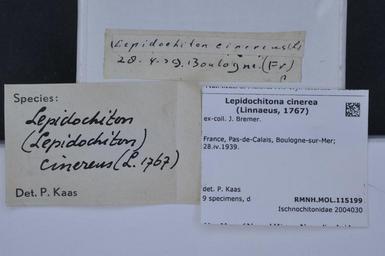 Lepidochiton cinereus (L)
28.4.39. Boulogne. (Fr)
Species:
Lepidochiton
(Lepidochiton)
cinereus (L. 1767)
Det. P. Kaas
Lepidochitona cinerea
(Linnaeus, 1767)
ex-coll. J. Bremer.
France, Pas-de-Calais, Boulogne-sur-Mer;
28.iv.1939.
det. P. Kaas
9 specimens, d
RMNH.MOL.115199
Ischnochitonidae 2004030